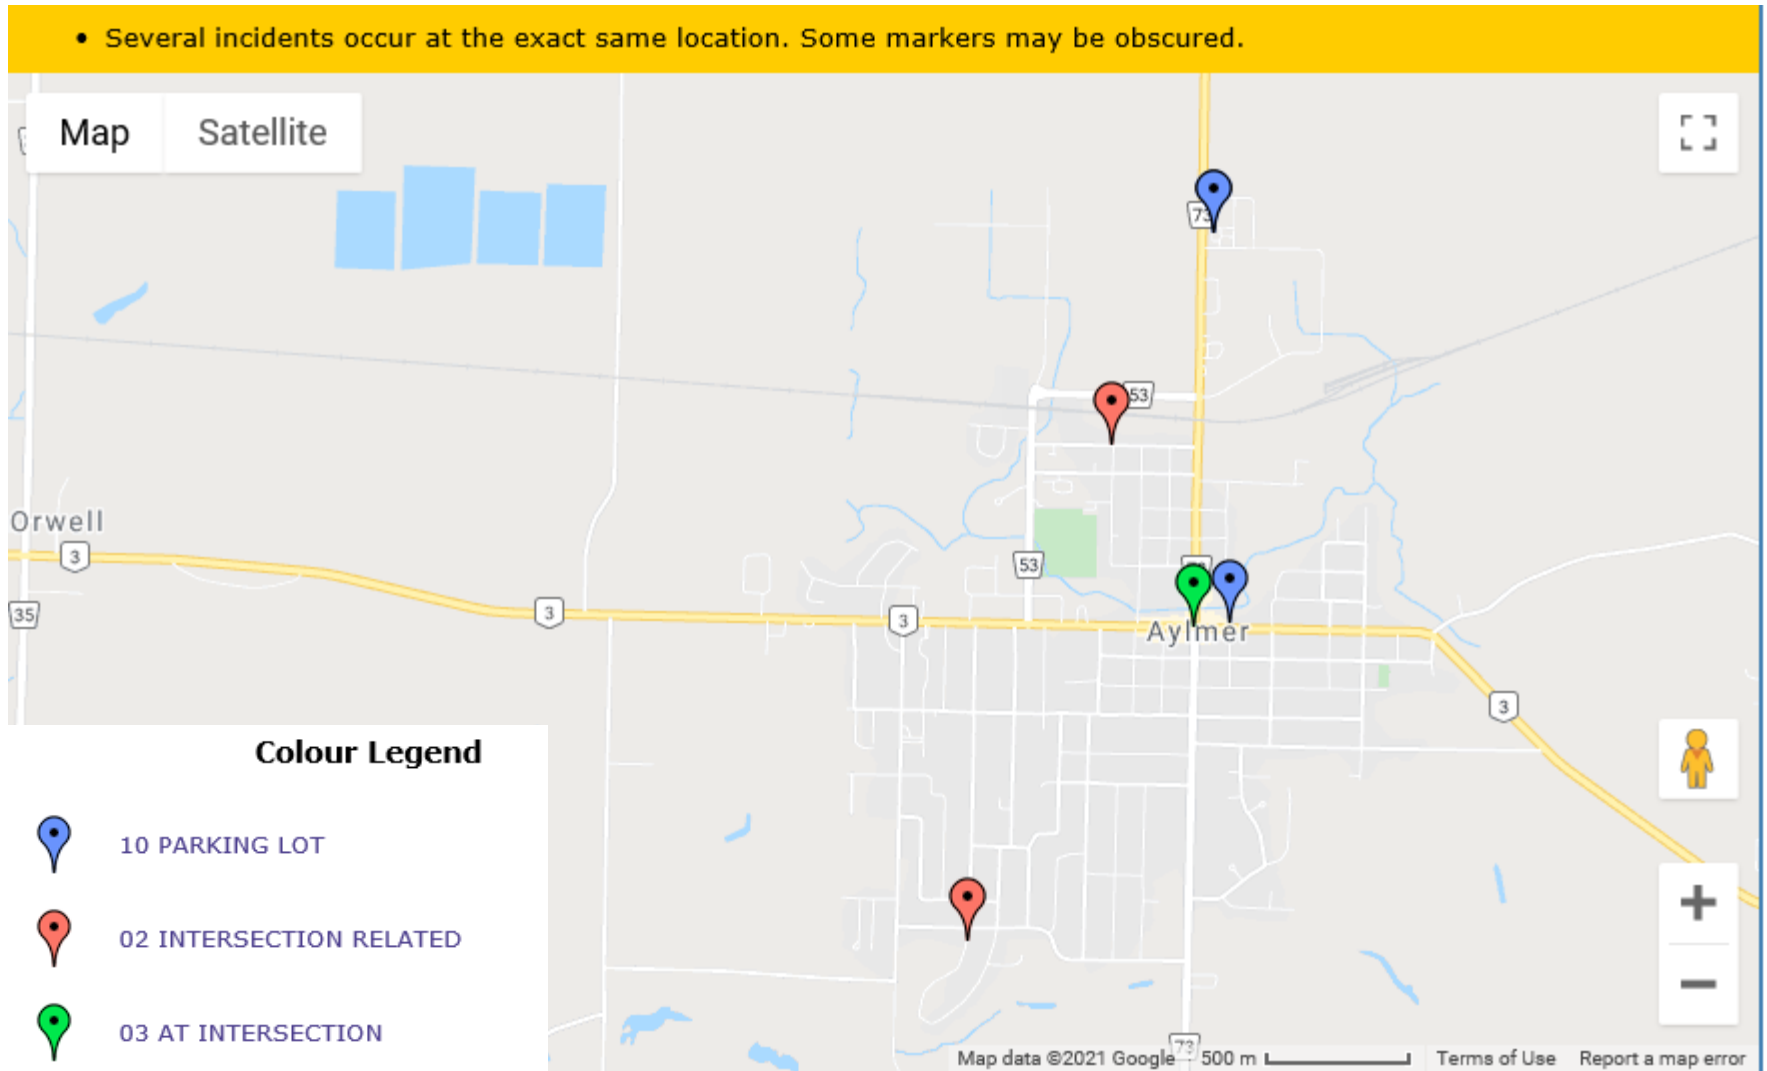 • Several incidents occur at the exact same location. Some markers may be obscured.
Map Satellite
73
53
Orwell
3
53
35
3
3
Aylmer
3
Colour Legend
10 PARKING LOT
02 INTERSECTION RELATED
03 AT INTERSECTION
73
Map data ©2021 Google 500 m Terms of Use Report a map error